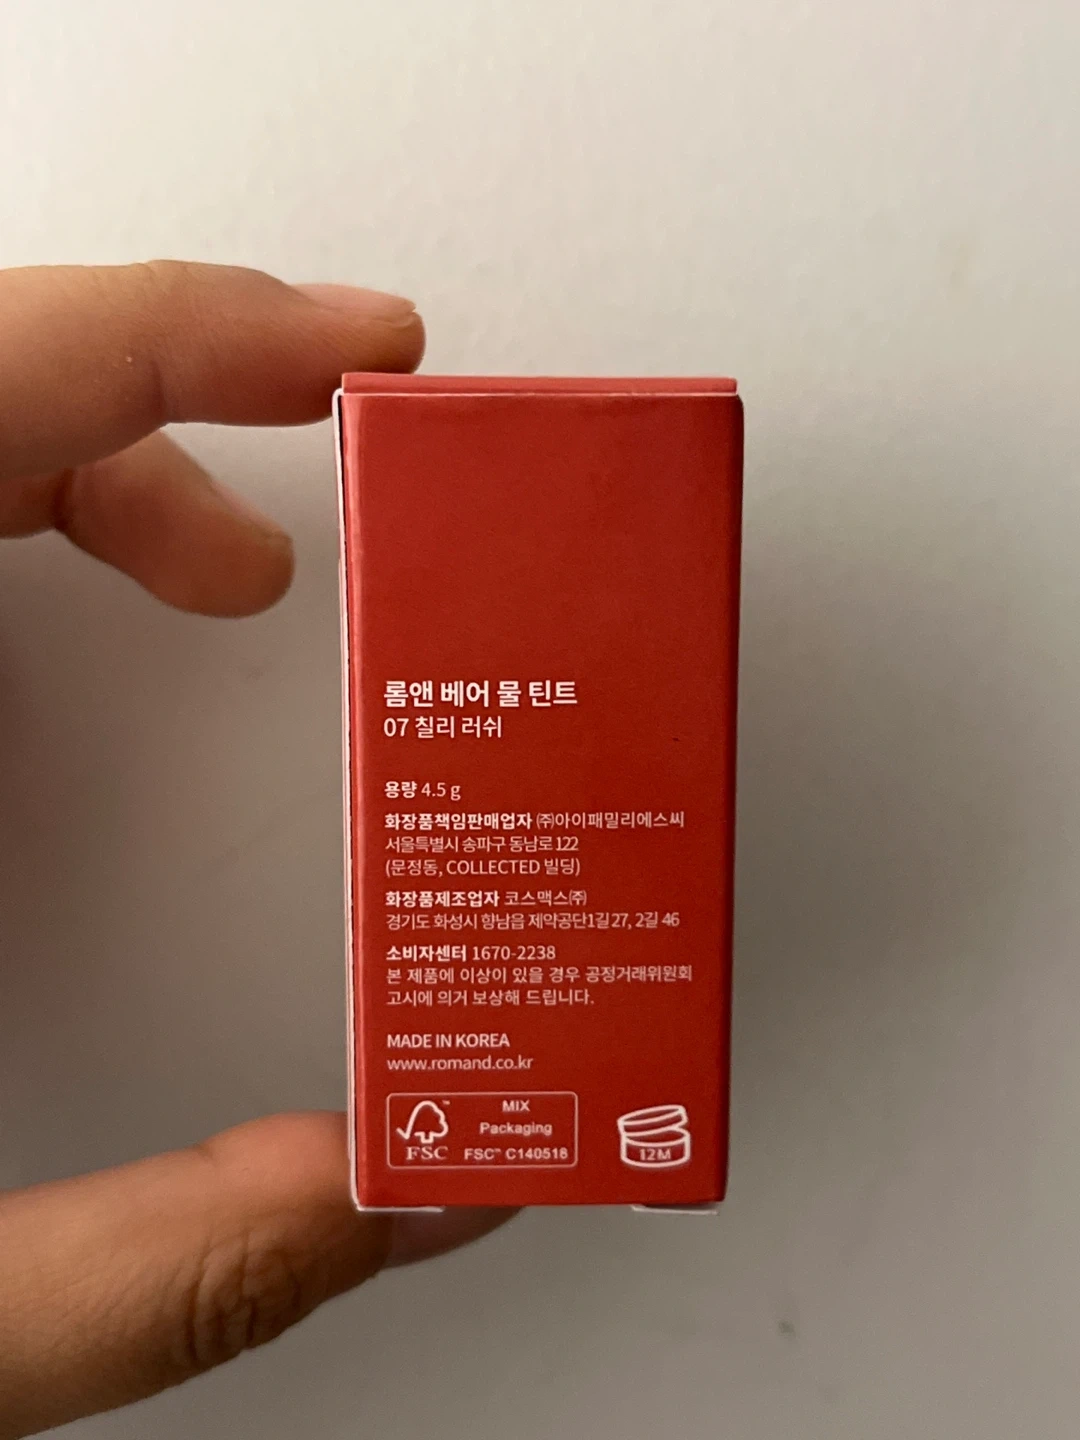 롬앤 베어 물 틴트
07 칠리 러쉬
용량 4.5 g
화장품책임판매업자 ㈜아이패밀리에스씨
서울특별시 송파구 동남로 122
(문정동, COLLECTED 빌딩)
화장품제조업자 코스맥스㈜
경기도 화성시 향남읍 제약공단1길 27, 2길 46
소비자센터 1670-2238
본 제품에 이상이 있을 경우 공정거래위원회
고시에 의거 보상해 드립니다.
MADE IN KOREA
www.romand.co.kr
FSC™
MIX
Packaging
FSC™ C140518
12M